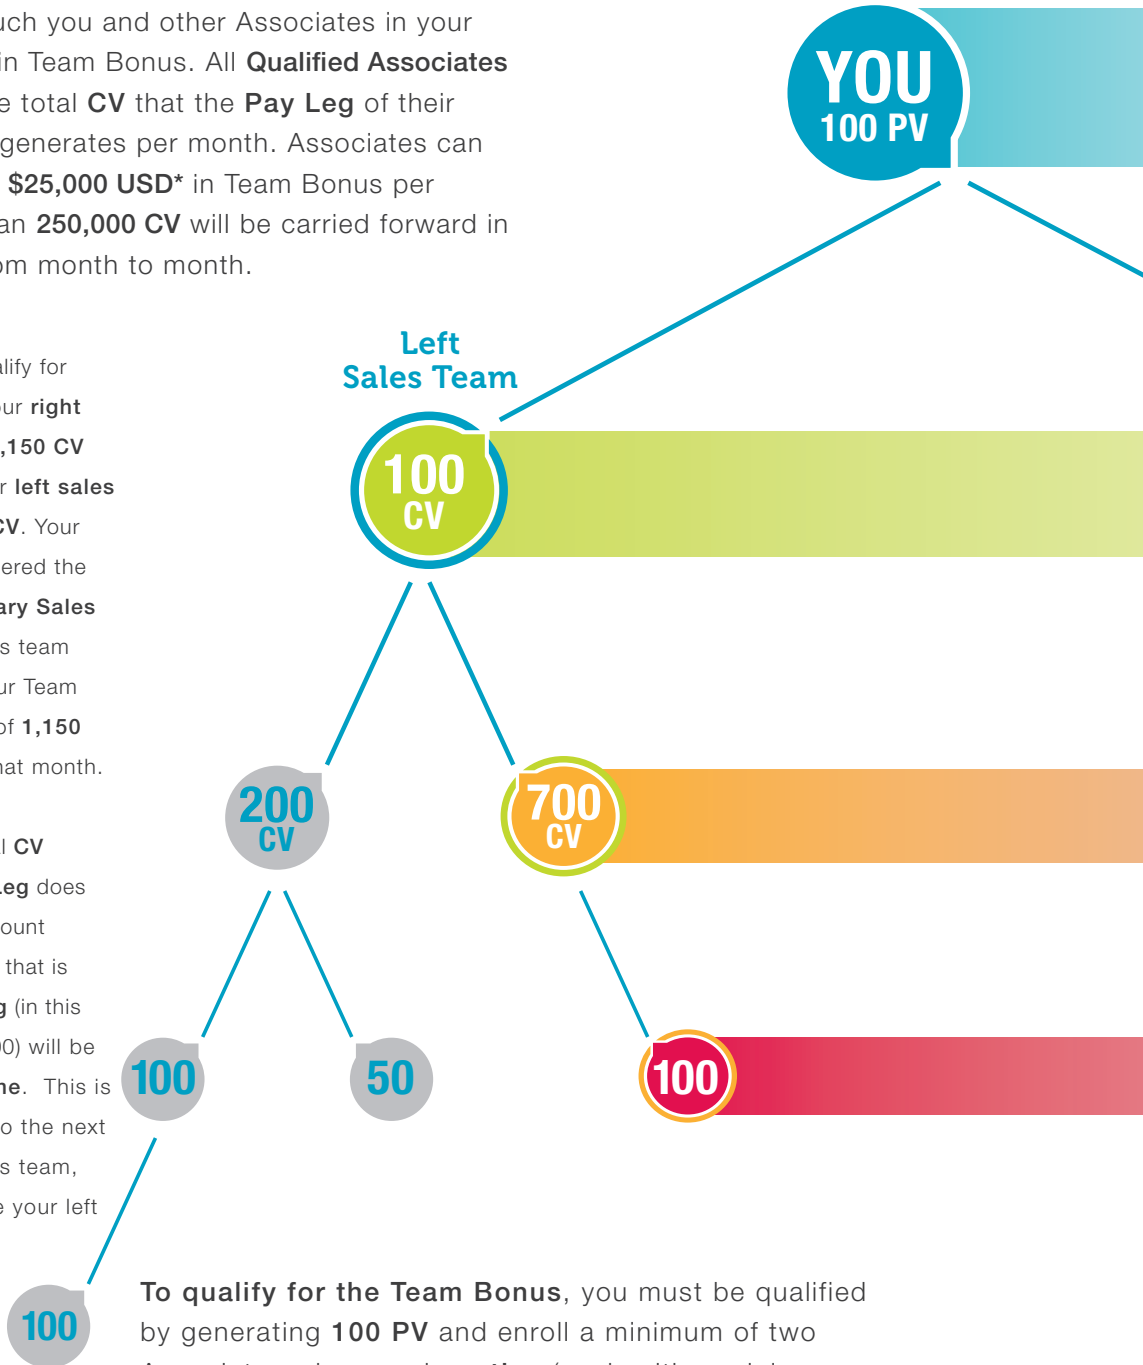 uch you and other Associates in your
in Team Bonus. All Qualified Associates
e total CV that the Pay Leg of their
generates per month. Associates can
$25,000 USD* in Team Bonus per
an 250,000 CV will be carried forward in
om month to month.
YOU
100 PV
Left
Sales Team
alify for
our right
,150 CV
r left sales
CV. Your
ered the
ary Sales
s team
ur Team
of 1,150
hat month.
l CV
Leg does
ount
that is
g (in this
00) will be
ne. This is
o the next
s team,
e your left
100
CV
200
CV
700
CV
100
50
100
100
To qualify for the Team Bonus, you must be qualified
by generating 100 PV and enroll a minimum of two